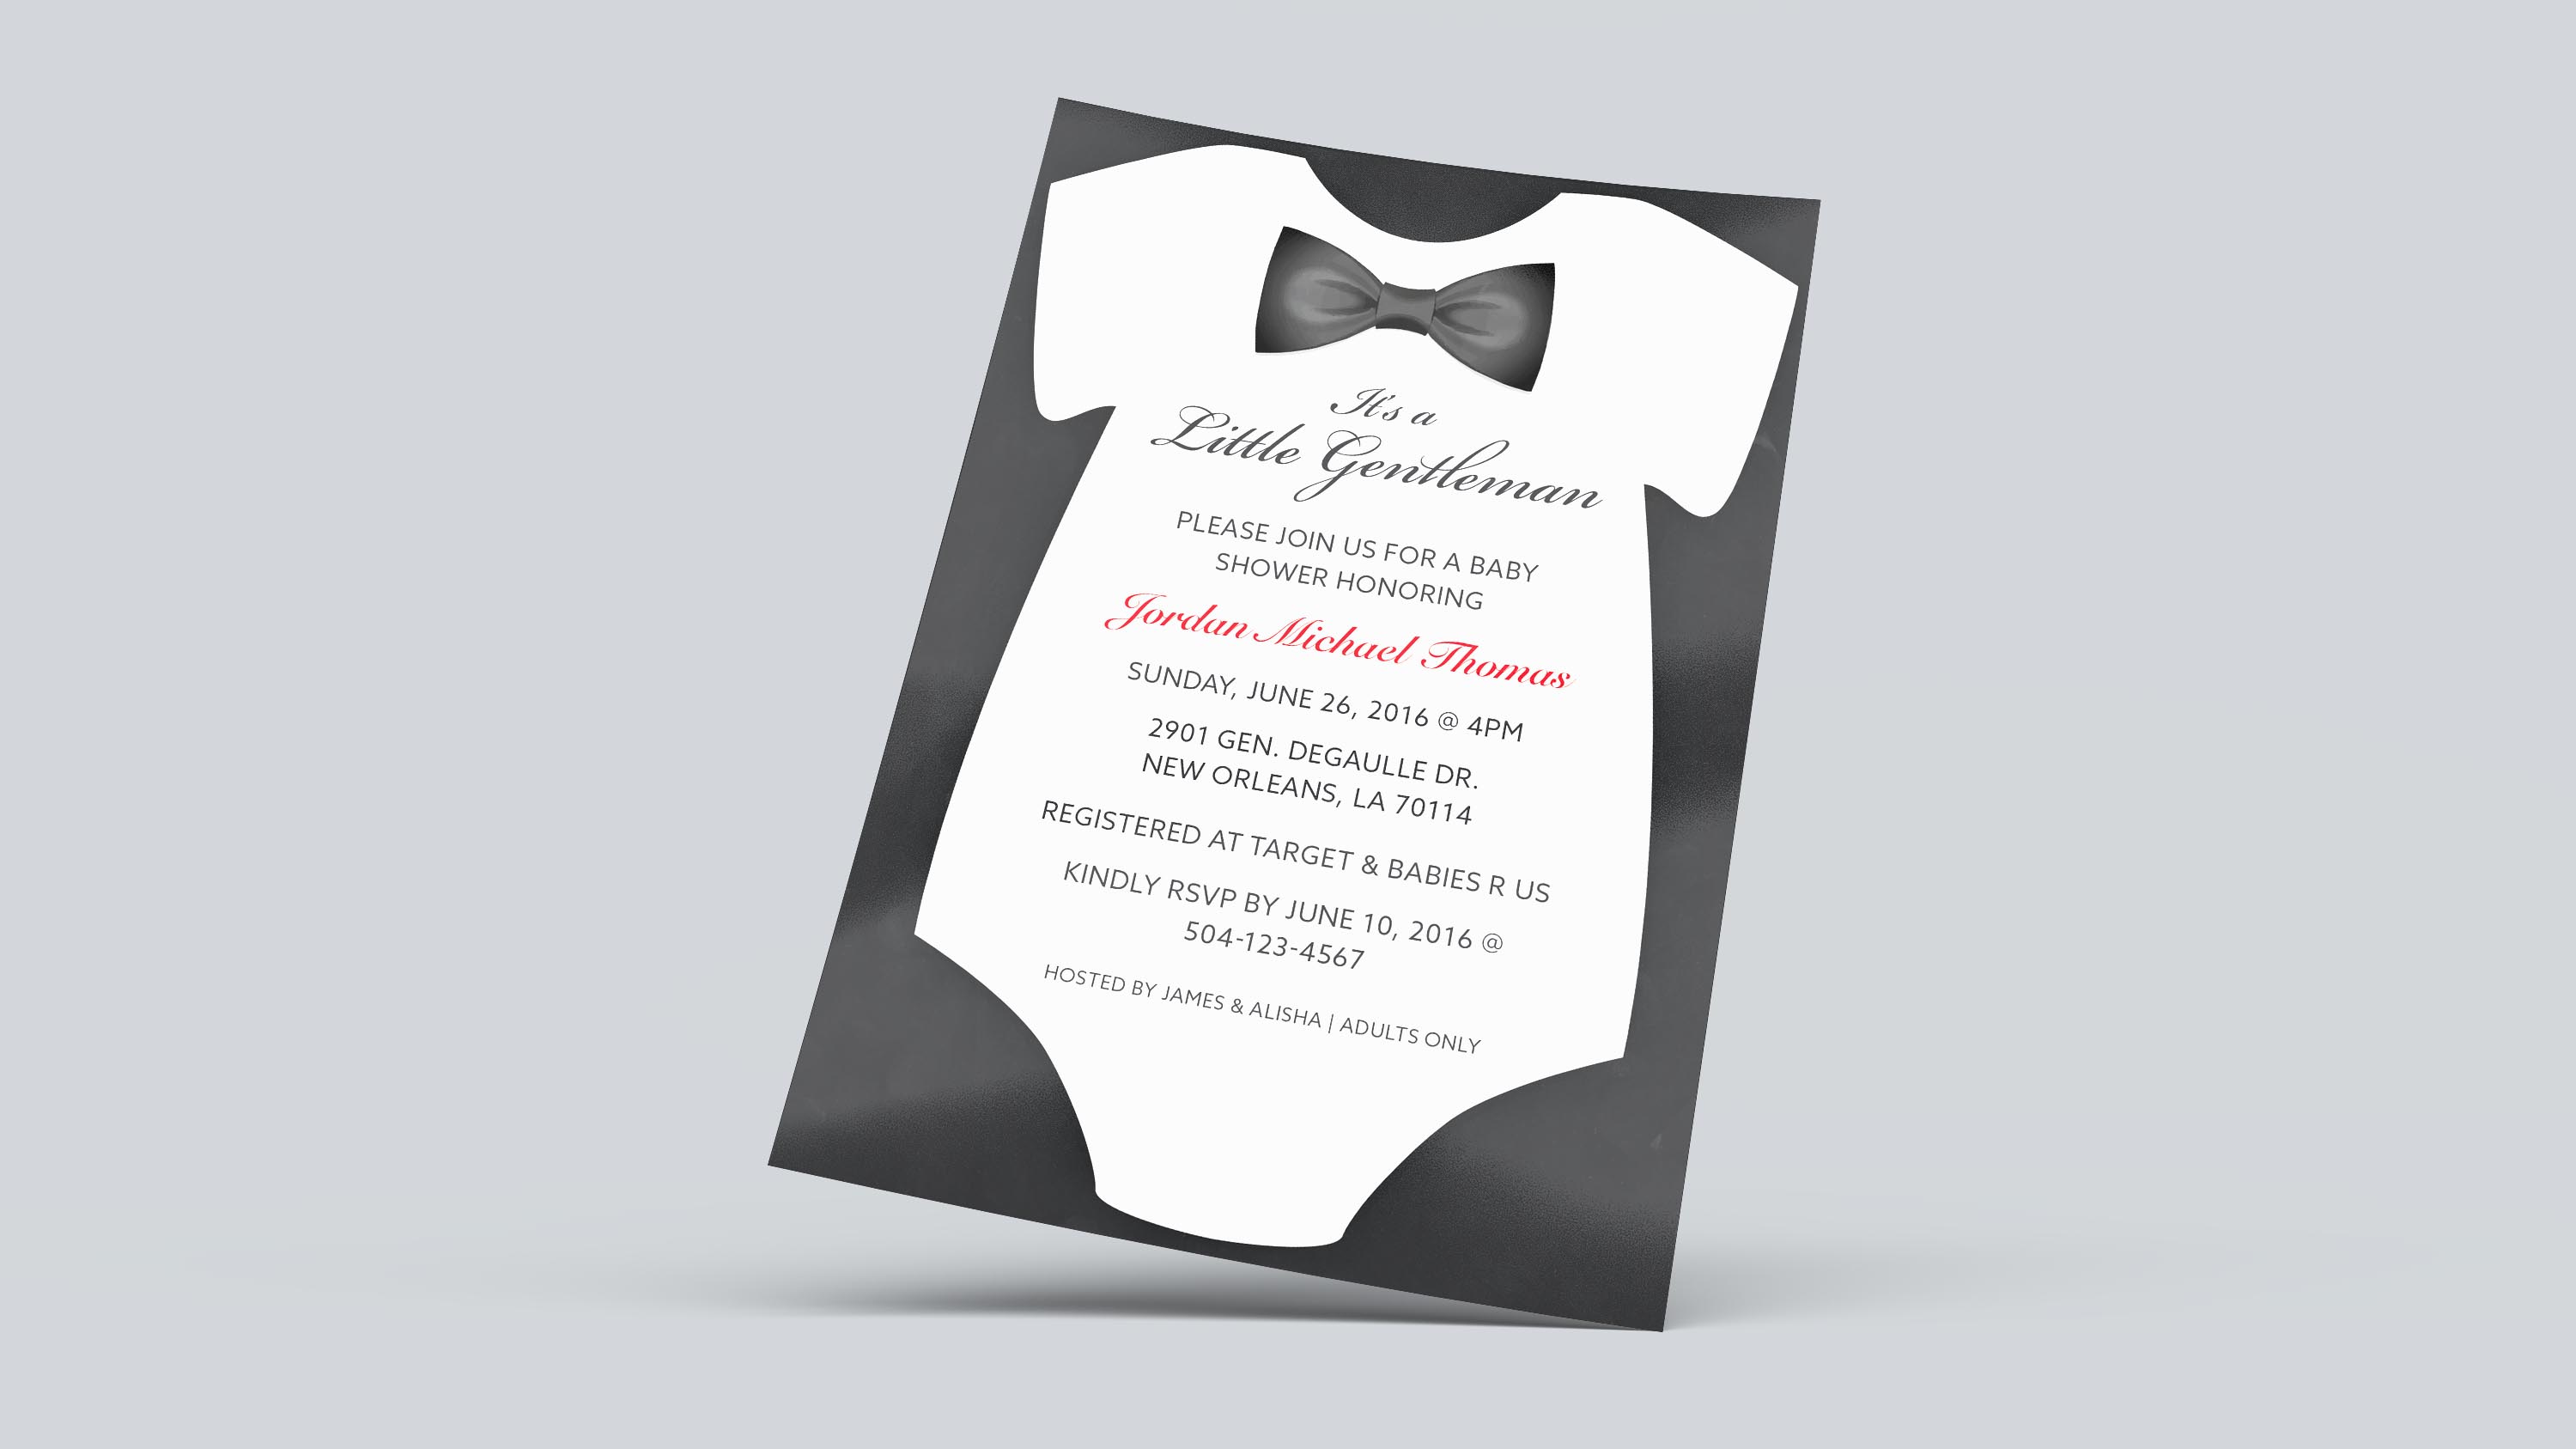 It's a
Little Gentleman
PLEASE JOIN US FOR A BABY
SHOWER HONORING
Jordan Michael Thomas
SUNDAY, JUNE 26, 2016 @ 4PM
2901 GEN. DEGAULLE DR.
NEW ORLEANS, LA 70114
REGISTERED AT TARGET & BABIES R US
KINDLY RSVP BY JUNE 10, 2016 @
504-123-4567
HOSTED BY JAMES & ALISHA | ADULTS ONLY